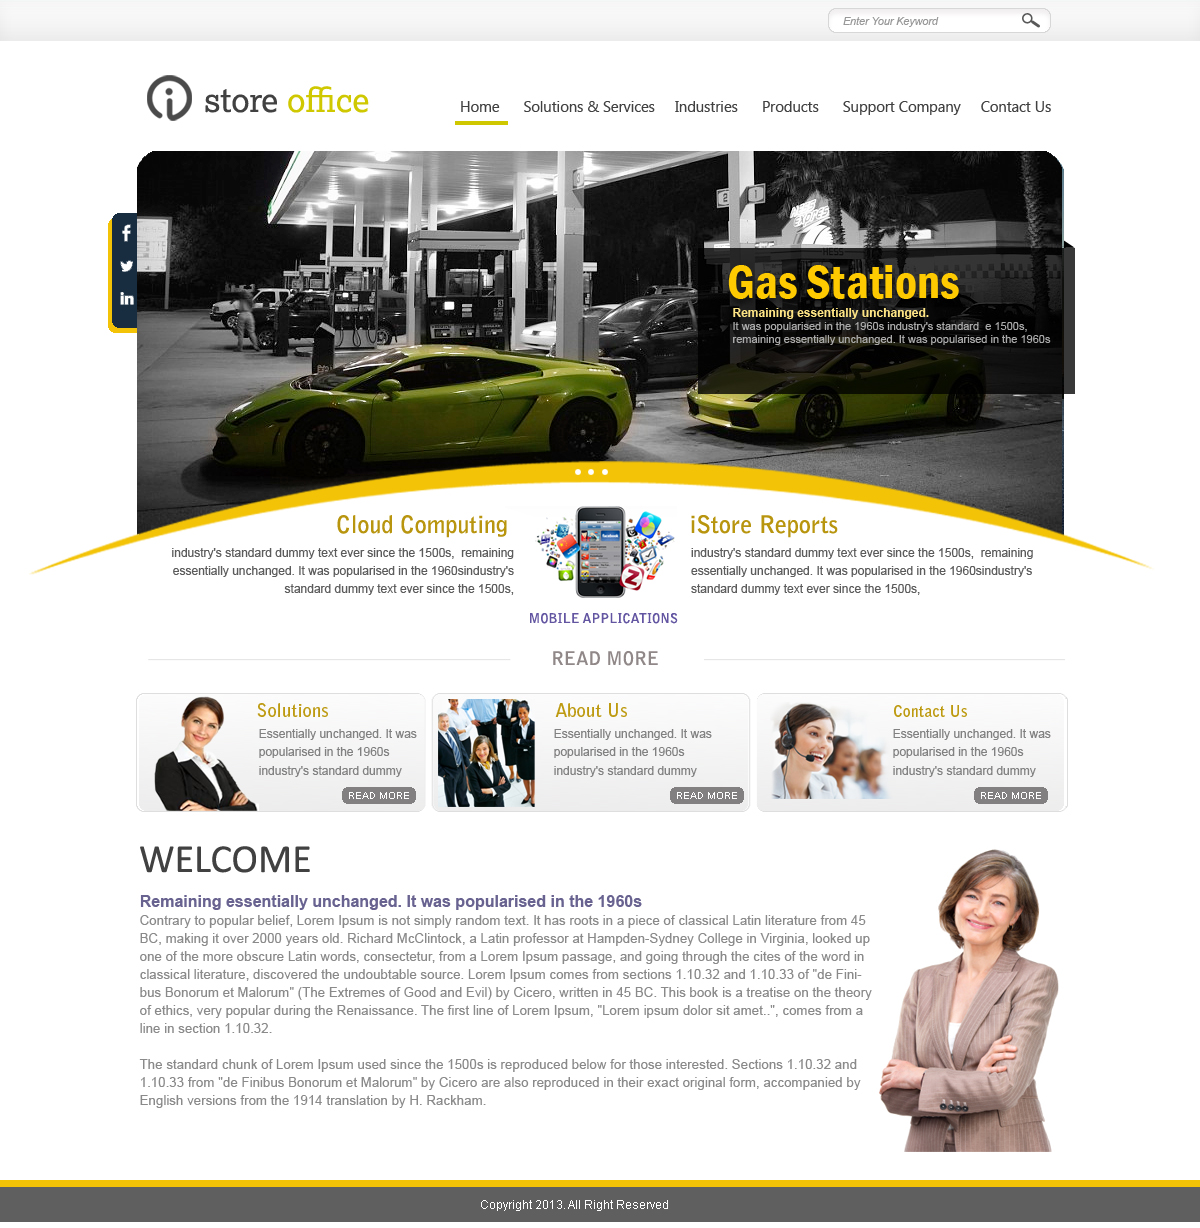 Enter Your Keyword
i store office
Home Solutions & Services Industries Products Support Company Contact Us
Gas Stations
Remaining essentially unchanged.
It was popularised in the 1960s industry's standard e 1500s,
remaining essentially unchanged. It was popularised in the 1960s
f
in
Cloud Computing
industry's standard dummy text ever since the 1500s, remaining
essentially unchanged. It was popularised in the 1960sindustry's
standard dummy text ever since the 1500s,
MOBILE APPLICATIONS
iStore Reports
industry's standard dummy text ever since the 1500s, remaining
essentially unchanged. It was popularised in the 1960sindustry's
standard dummy text ever since the 1500s,
READ MORE
Solutions
Essentially unchanged. It was
popularised in the 1960s
industry's standard dummy
READ MORE
About Us
Essentially unchanged. It was
popularised in the 1960s
industry's standard dummy
READ MORE
Contact Us
Essentially unchanged. It was
popularised in the 1960s
industry's standard dummy
READ MORE
WELCOME
Remaining essentially unchanged. It was popularised in the 1960s
Contrary to popular belief, Lorem Ipsum is not simply random text. It has roots in a piece of classical Latin literature from 45
BC, making it over 2000 years old. Richard McClintock, a Latin professor at Hampden-Sydney College in Virginia, looked up
one of the more obscure Latin words, consectetur, from a Lorem Ipsum passage, and going through the cites of the word in
classical literature, discovered the undoubtable source. Lorem Ipsum comes from sections 1.10.32 and 1.10.33 of "de Fini-
bus Bonorum et Malorum" (The Extremes of Good and Evil) by Cicero, written in 45 BC. This book is a treatise on the theory
of ethics, very popular during the Renaissance. The first line of Lorem Ipsum, "Lorem ipsum dolor sit amet..", comes from a
line in section 1.10.32.
The standard chunk of Lorem Ipsum used since the 1500s is reproduced below for those interested. Sections 1.10.32 and
1.10.33 from "de Finibus Bonorum et Malorum" by Cicero are also reproduced in their exact original form, accompanied by
English versions from the 1914 translation by H. Rackham.
Copyright 2013. All Right Reserved